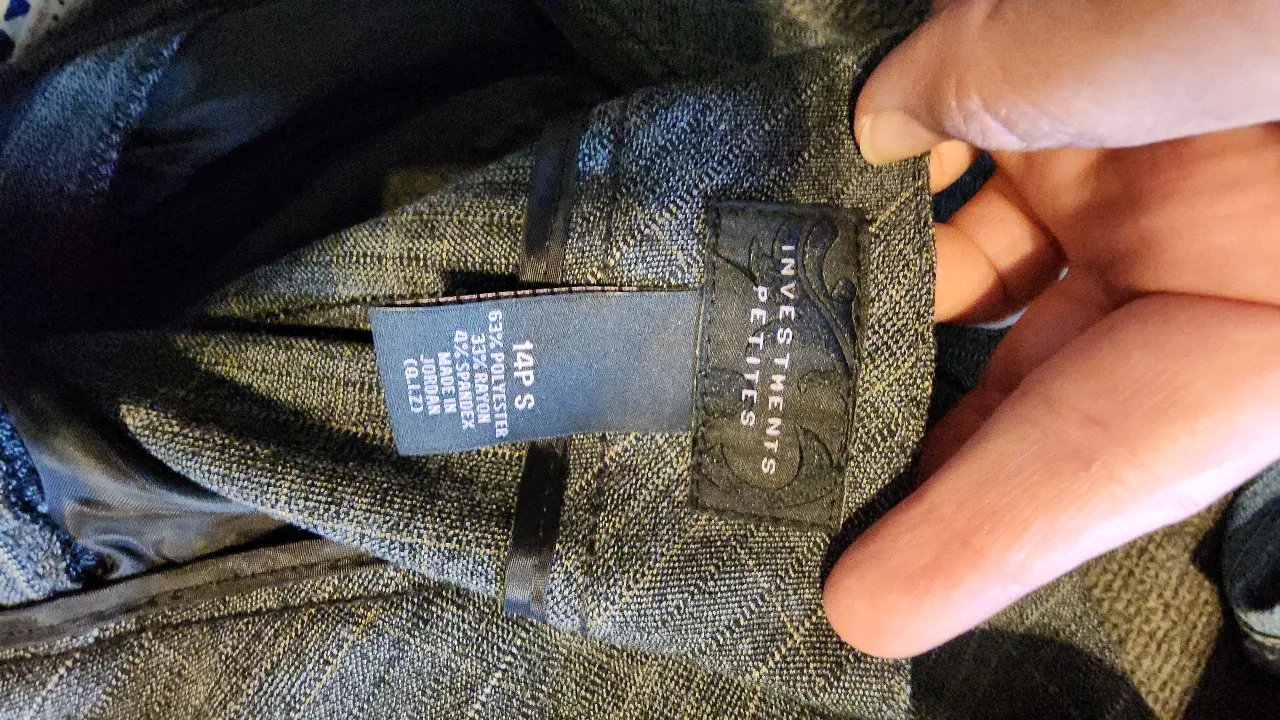 INVESTMENTS
PETITES
14P S
63% POLYESTER
33% RAYON
4% SPANDEX
MADE IN
JORDAN
(Q.I.Z)